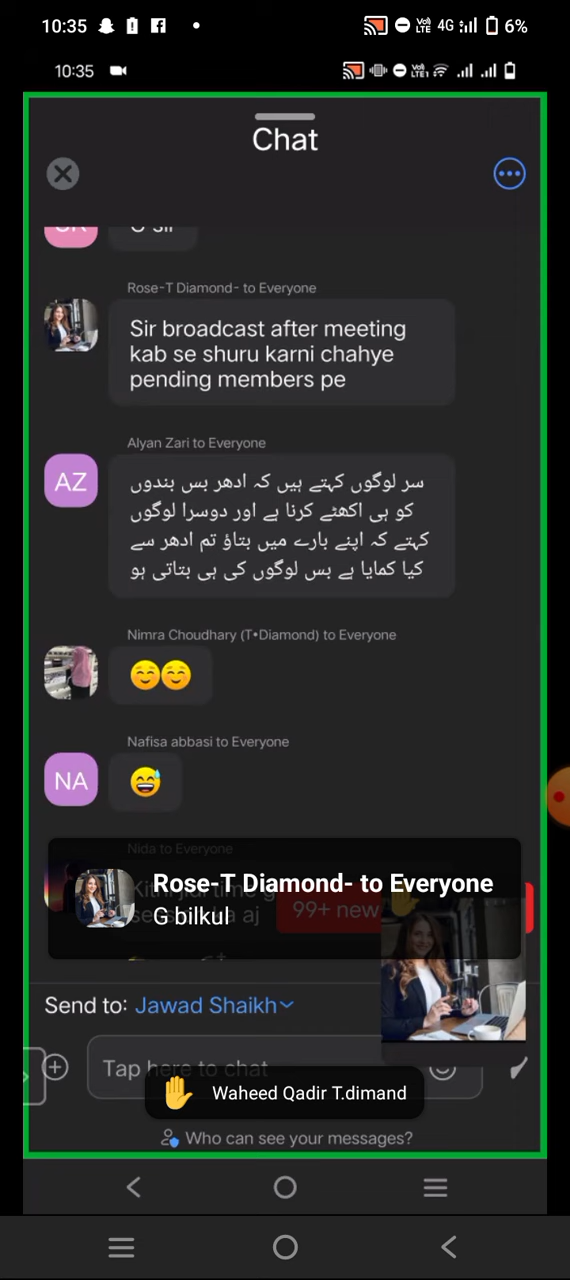 10:35
4G 6%
10:35
Chat
Rose-T Diamond- to Everyone
Sir broadcast after meeting
kab se shuru karni chahye
pending members pe
Alyan Zari to Everyone
AZ
سر لوگوں کہتے ہیں کہ ادھر بس بندوں
کو ہی اکھٹے کرنا ہے اور دوسرا لوگوں
کہتے کہ اپنے بارے میں بتاؤ تم ادھر سے
کیا کمایا ہے بس لوگوں کی ہی بتاتی ہو
Nimra Choudhary (T•Diamond) to Everyone
😊😊
Nafisa abbasi to Everyone
NA
😅
Nida to Everyone
Rose-T Diamond- to Everyone
G bilkul
99+ new
Send to: Jawad Shaikh
Tap here to chat
✋ Waheed Qadir T.dimand
Who can see your messages?